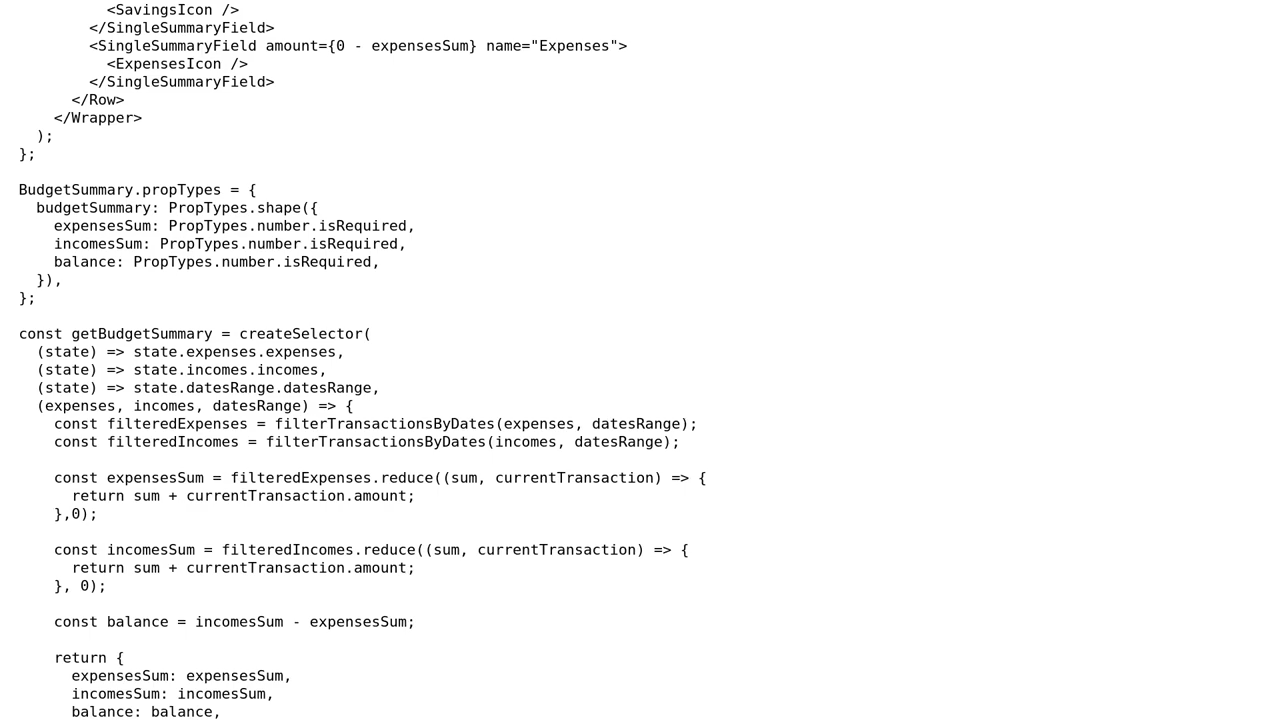 <SavingsIcon />
        </SingleSummaryField>
        <SingleSummaryField amount={0 - expensesSum} name="Expenses">
          <ExpensesIcon />
        </SingleSummaryField>
      </Row>
    </Wrapper>
  );
};

BudgetSummary.propTypes = {
  budgetSummary: PropTypes.shape({
    expensesSum: PropTypes.number.isRequired,
    incomesSum: PropTypes.number.isRequired,
    balance: PropTypes.number.isRequired,
  }),
};

const getBudgetSummary = createSelector(
  (state) => state.expenses.expenses,
  (state) => state.incomes.incomes,
  (state) => state.datesRange.datesRange,
  (expenses, incomes, datesRange) => {
    const filteredExpenses = filterTransactionsByDates(expenses, datesRange);
    const filteredIncomes = filterTransactionsByDates(incomes, datesRange);

    const expensesSum = filteredExpenses.reduce((sum, currentTransaction) => {
      return sum + currentTransaction.amount;
    },0);

    const incomesSum = filteredIncomes.reduce((sum, currentTransaction) => {
      return sum + currentTransaction.amount;
    }, 0);

    const balance = incomesSum - expensesSum;

    return {
      expensesSum: expensesSum,
      incomesSum: incomesSum,
      balance: balance,